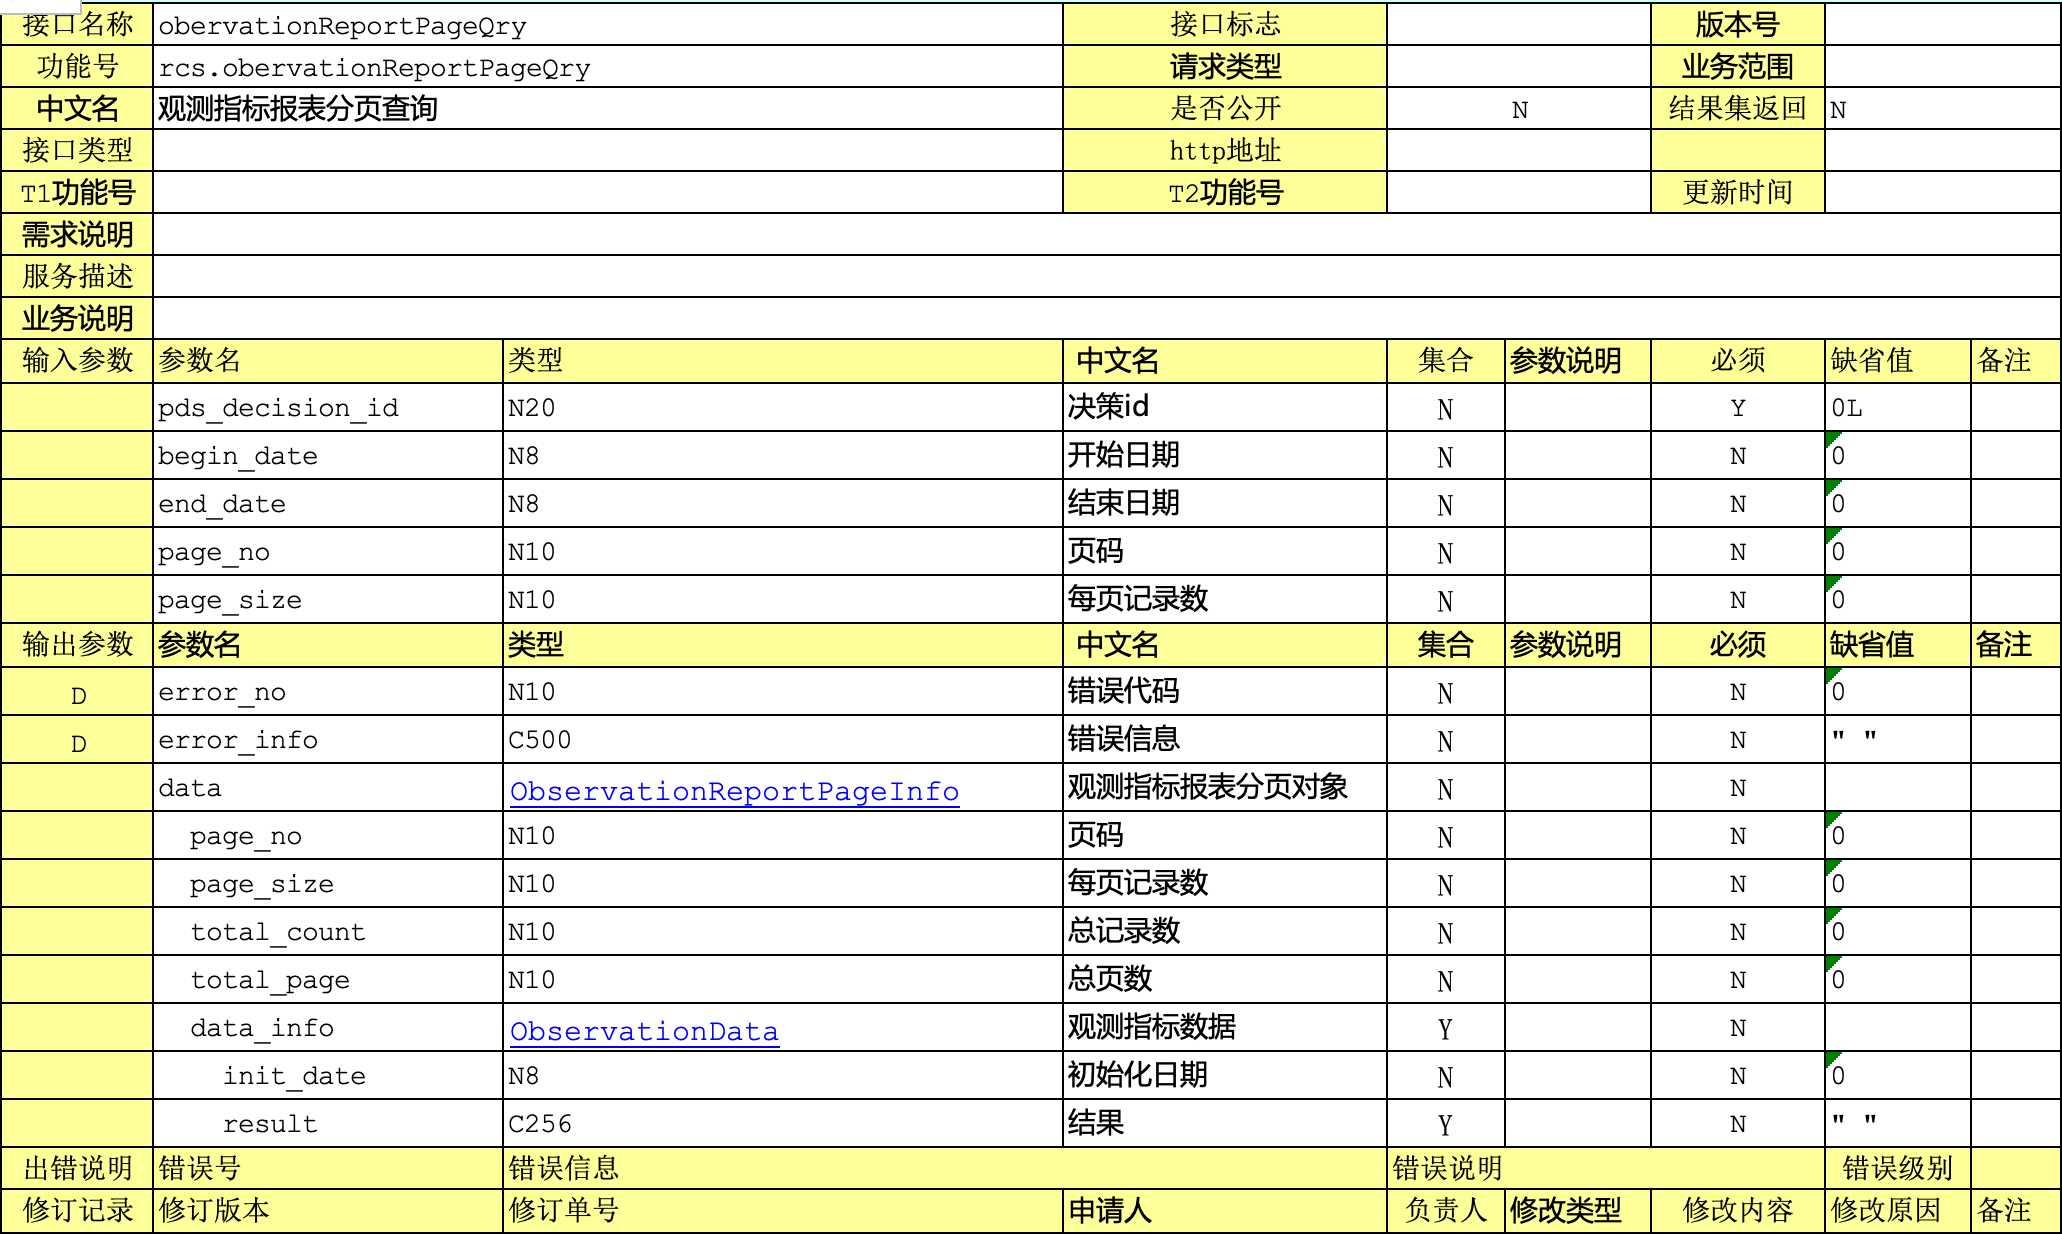 接口名称 obervationReportPageQry 接口标志 版本号
功能号 rcs.obervationReportPageQry 请求类型 业务范围
中文名 观测指标报表分页查询 是否公开 N 结果集返回 N
接口类型 http地址
T1功能号 T2功能号 更新时间
需求说明
服务描述
业务说明
输入参数 参数名 类型 中文名 集合 参数说明 必须 缺省值 备注
pds_decision_id N20 决策id N Y 0L
begin_date N8 开始日期 N N 0
end_date N8 结束日期 N N 0
page_no N10 页码 N N 0
page_size N10 每页记录数 N N 0
输出参数 参数名 类型 中文名 集合 参数说明 必须 缺省值 备注
D error_no N10 错误代码 N N 0
D error_info C500 错误信息 N N " "
data ObservationReportPageInfo 观测指标报表分页对象 N N
page_no N10 页码 N N 0
page_size N10 每页记录数 N N 0
total_count N10 总记录数 N N 0
total_page N10 总页数 N N 0
data_info ObservationData 观测指标数据 Y N
init_date N8 初始化日期 N N 0
result C256 结果 Y N " "
出错说明 错误号 错误信息 错误说明 错误级别
修订记录 修订版本 修订单号 申请人 负责人 修改类型 修改内容 修改原因 备注